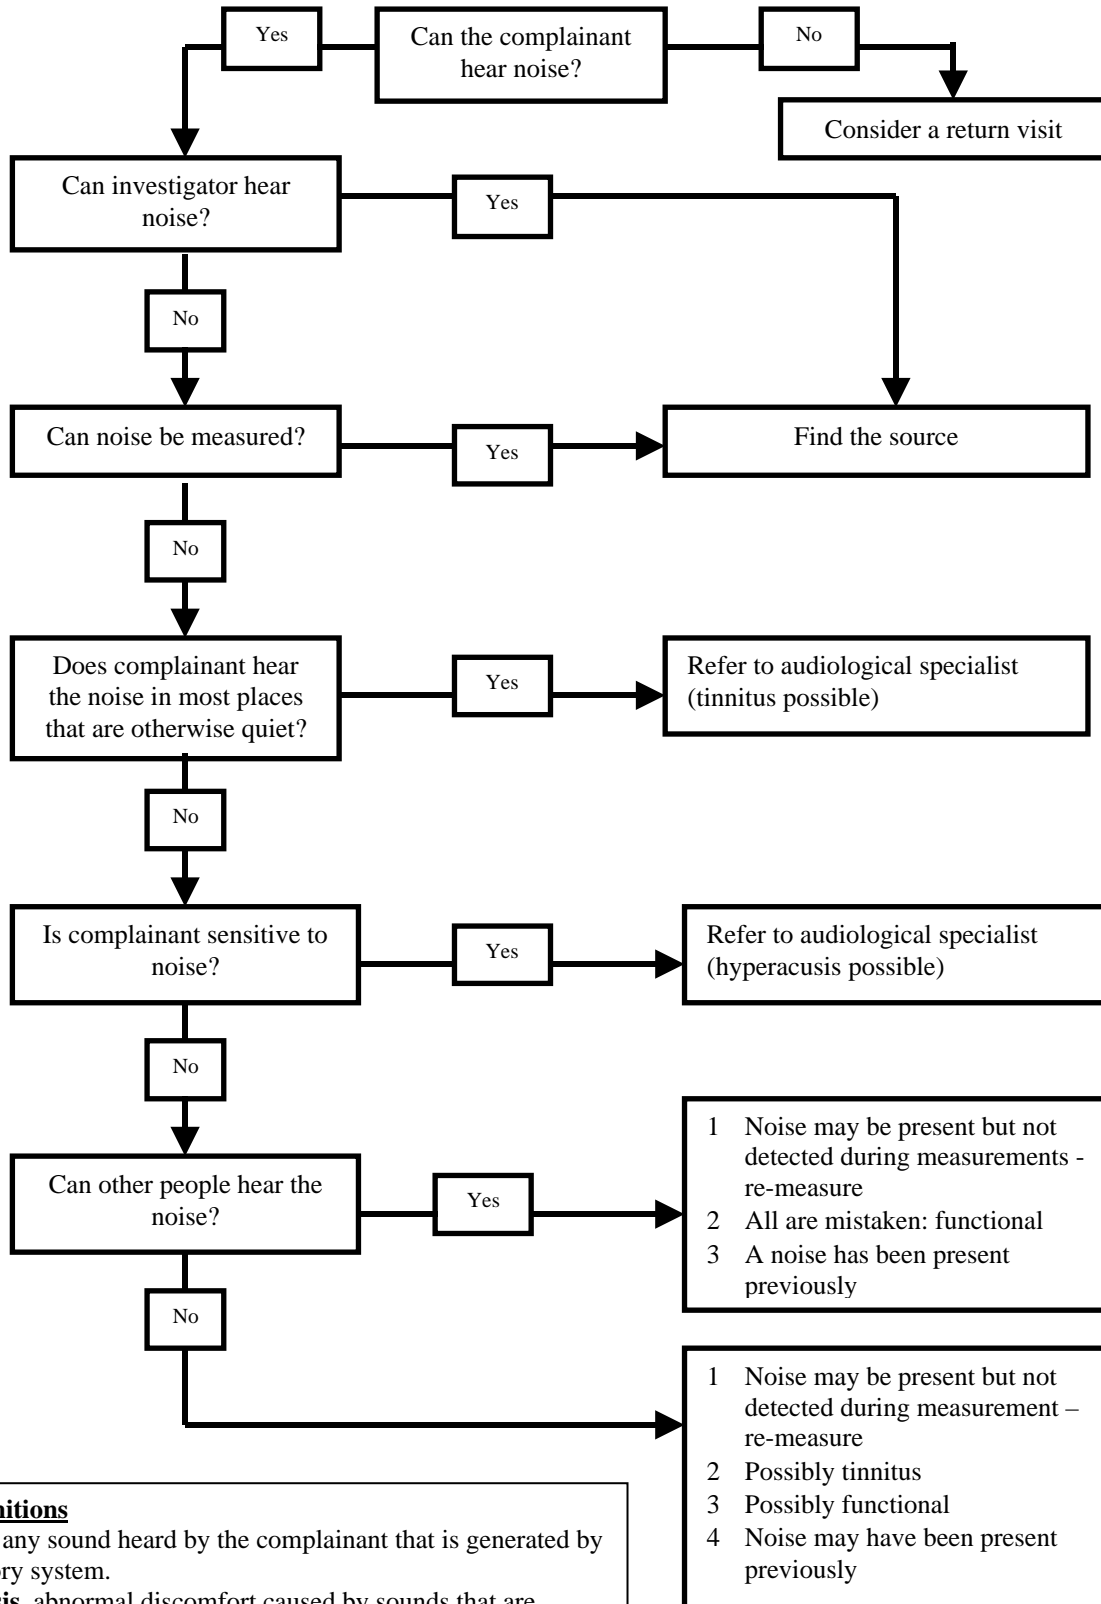 Yes
Can the complainant
hear noise?
No
Consider a return visit
Can investigator hear
noise?
Yes
No
Can noise be measured?
Yes
Find the source
No
Does complainant hear
the noise in most places
that are otherwise quiet?
Yes
Refer to audiological specialist
(tinnitus possible)
No
Is complainant sensitive to
noise?
Yes
Refer to audiological specialist
(hyperacusis possible)
No
Can other people hear the
noise?
Yes
1 Noise may be present but not
detected during measurements -
re-measure
2 All are mistaken: functional
3 A noise has been present
previously
No
1 Noise may be present but not
detected during measurement –
re-measure
2 Possibly tinnitus
3 Possibly functional
4 Noise may have been present
previously
nitions
any sound heard by the complainant that is generated by
ory system.
sis, abnormal discomfort caused by sounds that are